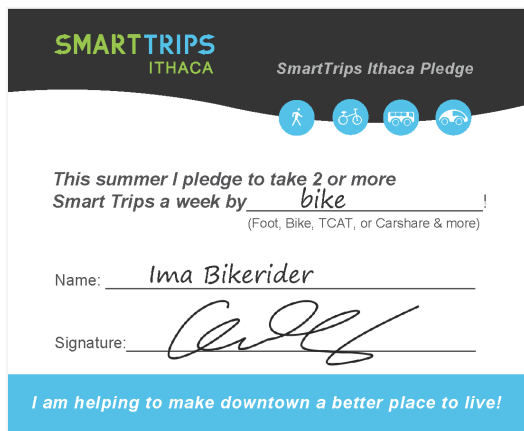 SMARTTRIPS
ITHACA
SmartTrips Ithaca Pledge
This summer I pledge to take 2 or more
Smart Trips a week by bike!
(Foot, Bike, TCAT, or Carshare & more)
Name: Ima Bikerider
Signature:
I am helping to make downtown a better place to live!